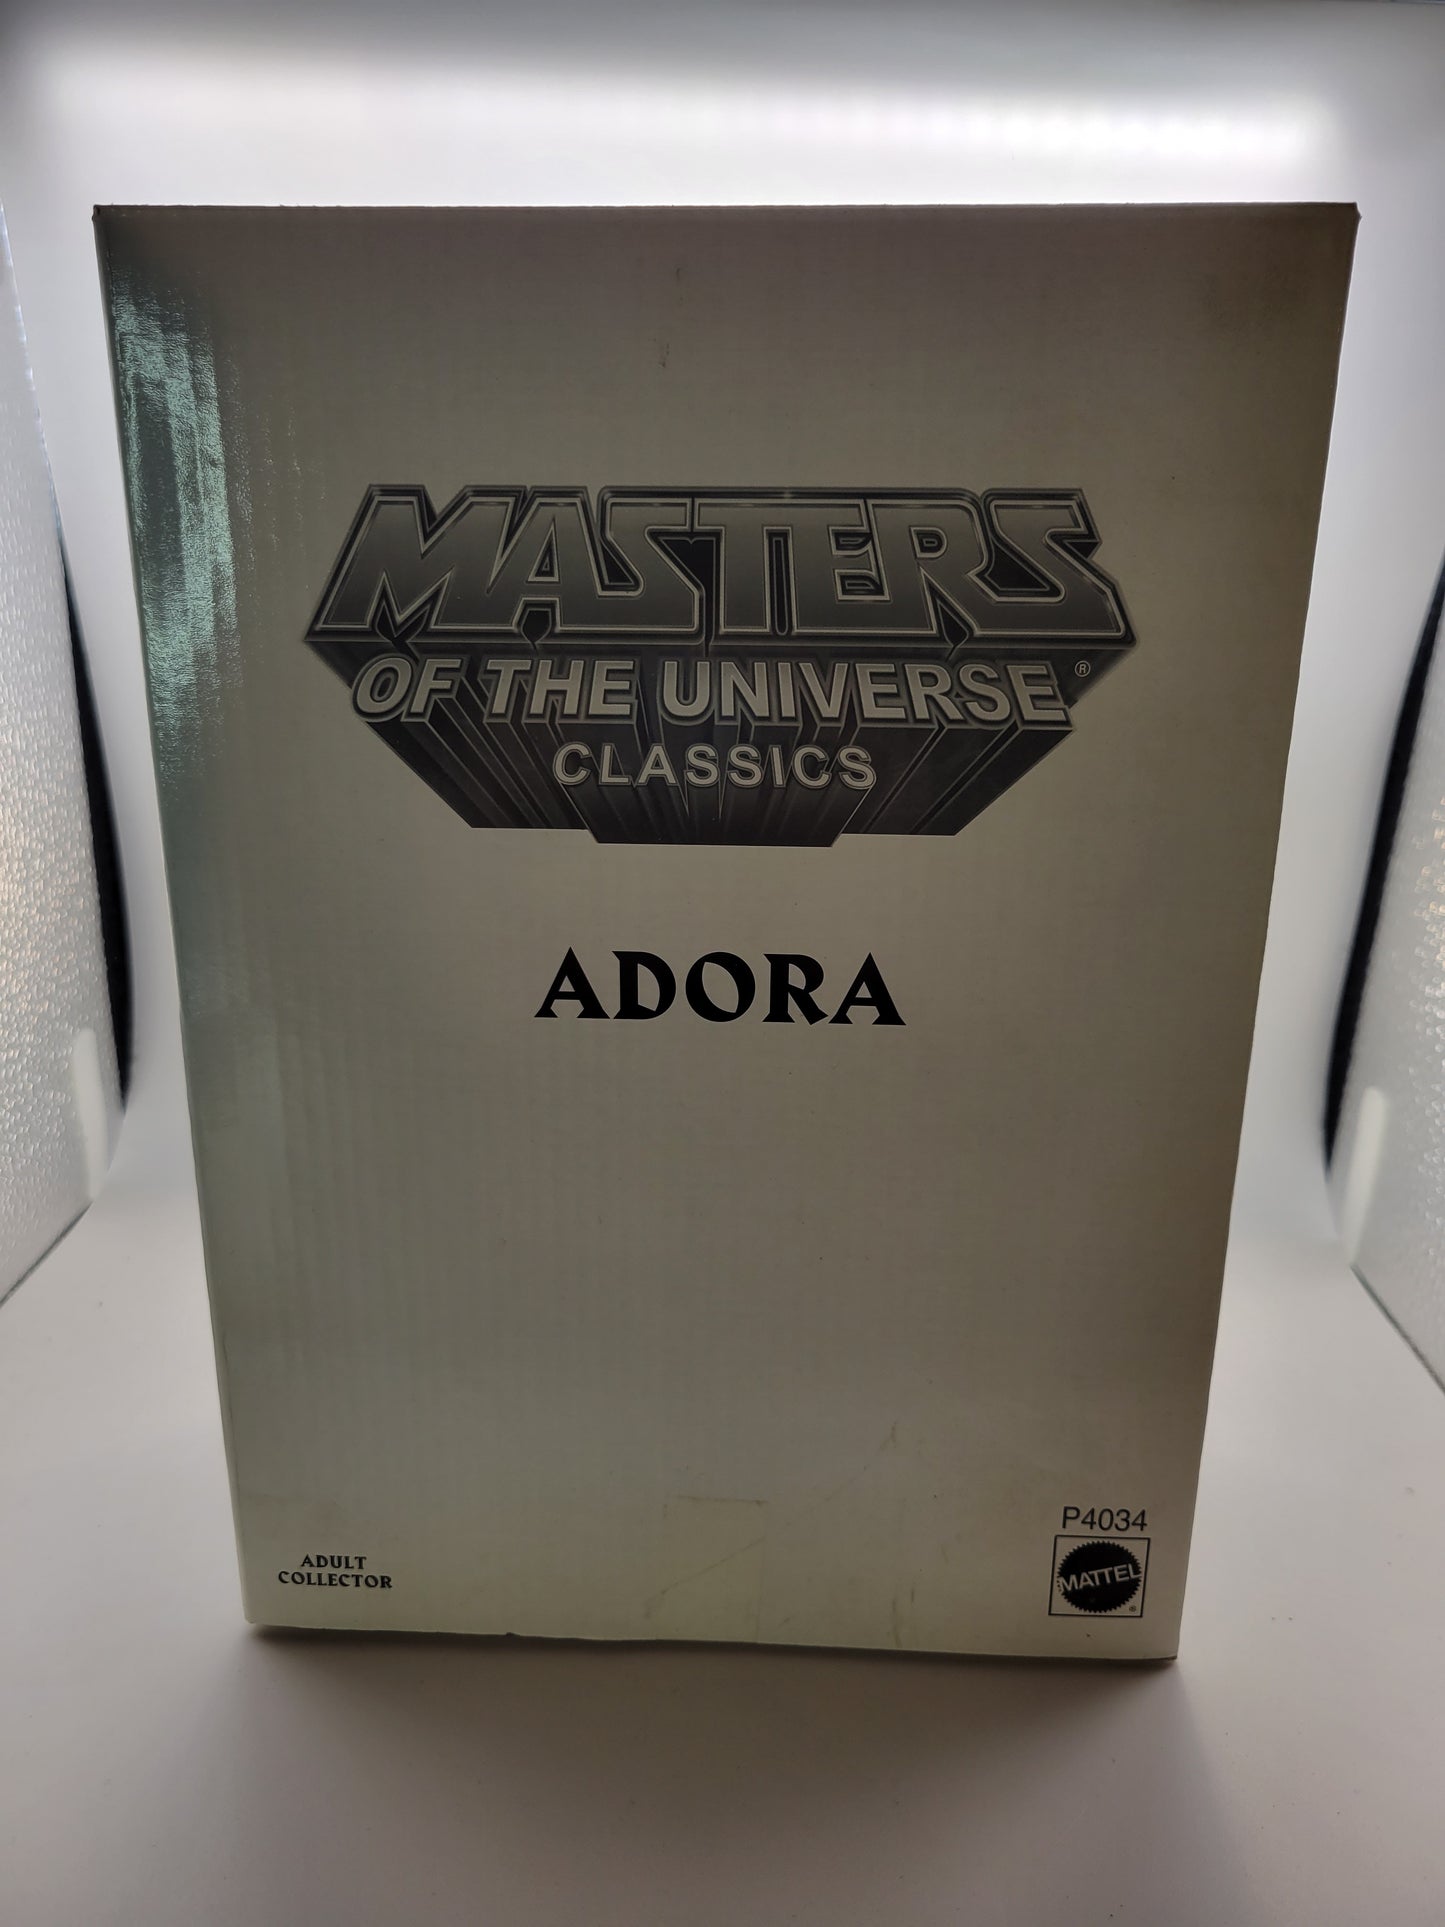 MASTERS
OF THE UNIVERSE®
CLASSICS
ADORA
P4034
ADULT
COLLECTOR
MATTEL
®